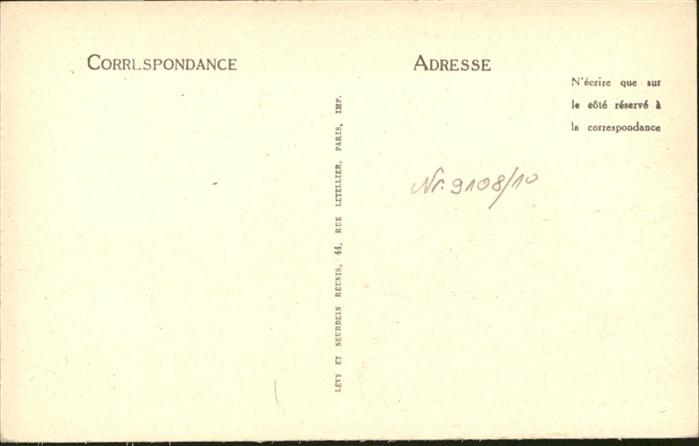 CORRESPONDANCE
ADRESSE
N'écrire que sur
le côté réservé à
la correspondance
LÉVY ET NEURDEIN RÉUNIS, 44, RUE LETELLIER, PARIS, IMP.
Nr. 9108/10